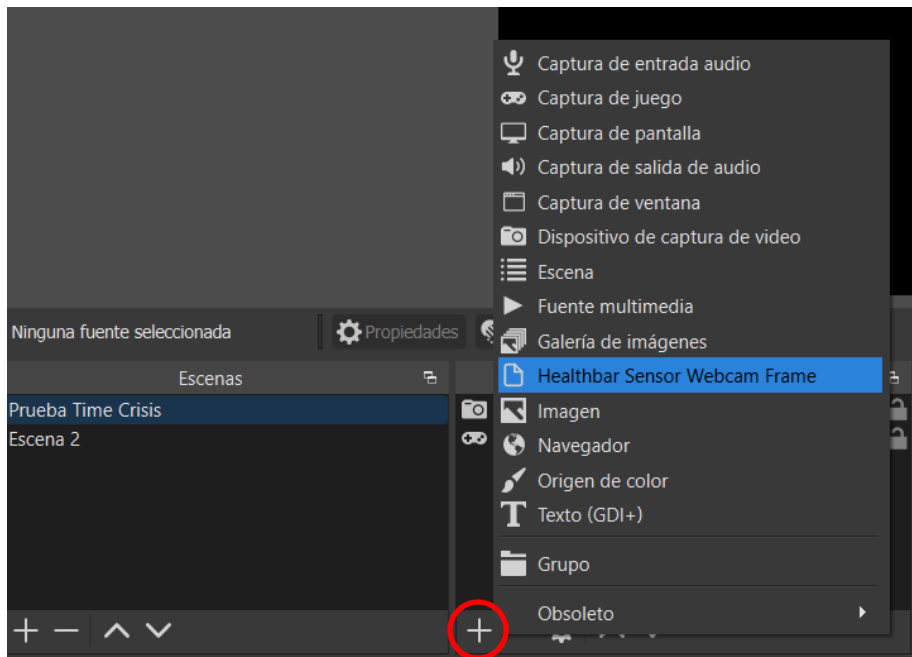 Captura de entrada audio
Captura de juego
Captura de pantalla
Captura de salida de audio
Captura de ventana
Dispositivo de captura de video
Escena
Fuente multimedia
Galería de imágenes
Healthbar Sensor Webcam Frame
Imagen
Navegador
Origen de color
Texto (GDI+)
Grupo
Obsoleto
Ninguna fuente seleccionada
Propiedades
Escenas
Prueba Time Crisis
Escena 2